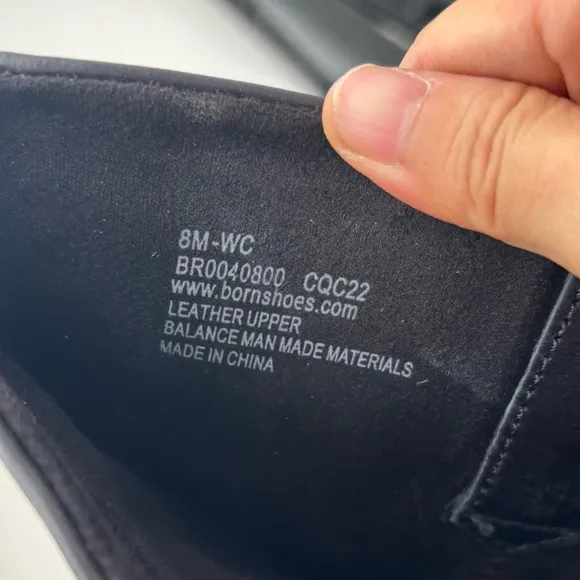 8M-WC
BR0040800 CQC22
www.bornshoes.com
LEATHER UPPER
BALANCE MAN MADE MATERIALS
MADE IN CHINA